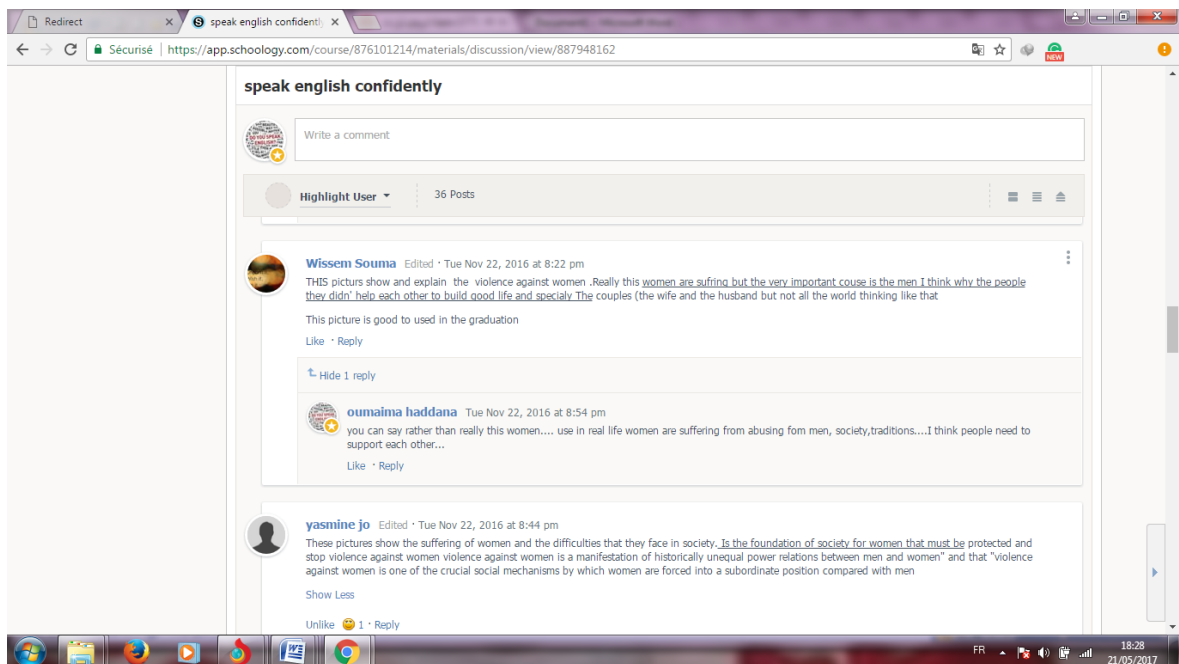 Redirect
speak english confidently
Sécurisé | https://app.schoology.com/course/876101214/materials/discussion/view/887948162
NEW
speak english confidently
Write a comment
Highlight User
36 Posts
Wissem Souma Edited · Tue Nov 22, 2016 at 8:22 pm
THIS picturs show and explain the violence against women .Really this women are sufring but the very important couse is the men I think why the people
they didn' help each other to build good life and specialy The couples (the wife and the husband but not all the world thinking like that
This picture is good to used in the graduation
Like · Reply
Hide 1 reply
oumaima haddana Tue Nov 22, 2016 at 8:54 pm
you can say rather than really this women.... use in real life women are suffering from abusing fom men, society,traditions....I think people need to
support each other...
Like · Reply
yasmine jo Edited · Tue Nov 22, 2016 at 8:44 pm
These pictures show the suffering of women and the difficulties that they face in society. Is the foundation of society for women that must be protected and
stop violence against women violence against women is a manifestation of historically unequal power relations between men and women" and that "violence
against women is one of the crucial social mechanisms by which women are forced into a subordinate position compared with men
Show Less
Unlike 1 · Reply
FR
18:28
21/05/2017